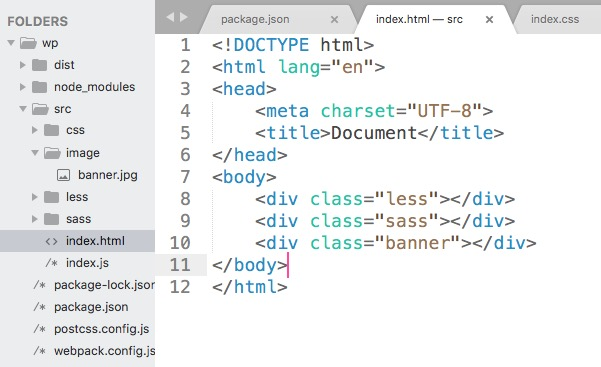 FOLDERS
wp
dist
node_modules
src
css
image
banner.jpg
less
sass
<> index.html
/* index.js
/* package-lock.json
/* package.json
/* postcss.config.js
/* webpack.config.js
package.json ×
index.html — src ×
index.css
1 <!DOCTYPE html>
2 <html lang="en">
3 <head>
4 <meta charset="UTF-8">
5 <title>Document</title>
6 </head>
7 <body>
8 <div class="less"></div>
9 <div class="sass"></div>
10 <div class="banner"></div>
11 </body>
12 </html>